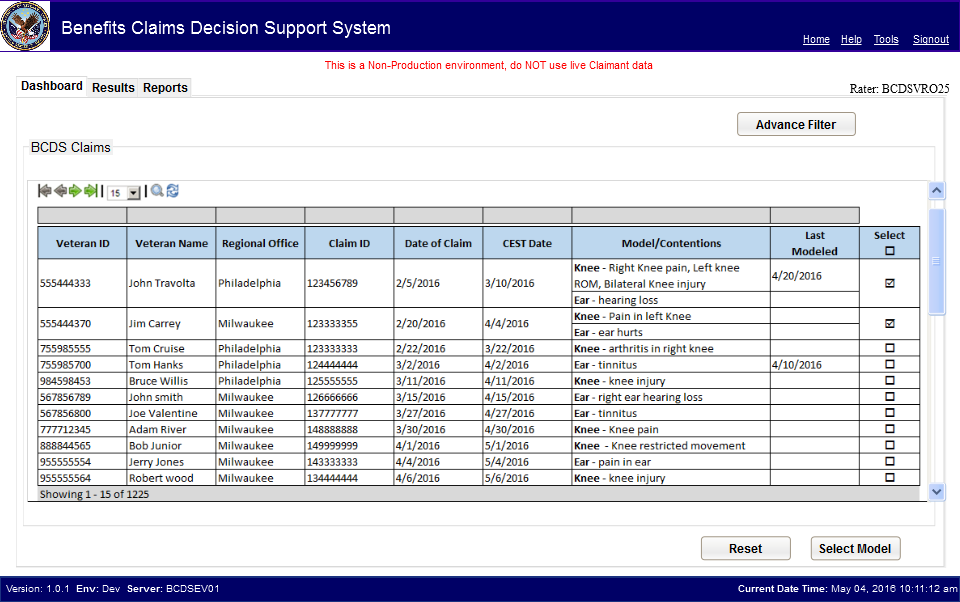 Benefits Claims Decision Support System
Home Help Tools Signout
This is a Non-Production environment, do NOT use live Claimant data
Dashboard Results Reports
Rater: BCDSVRO25
Advance Filter
BCDS Claims
15
Veteran ID Veteran Name Regional Office Claim ID Date of Claim CEST Date Model/Contentions Last Modeled Select
555444333 John Travolta Philadelphia 123456789 2/5/2016 3/10/2016 Knee - Right Knee pain, Left knee ROM, Bilateral Knee injury 4/20/2016
Ear - hearing loss
555444370 Jim Carrey Milwaukee 123333355 2/20/2016 4/4/2016 Knee - Pain in left Knee
Ear - ear hurts
755985555 Tom Cruise Philadelphia 123333333 2/22/2016 3/22/2016 Knee - arthritis in right knee
755985700 Tom Hanks Philadelphia 124444444 3/2/2016 4/2/2016 Ear - tinnitus 4/10/2016
984598453 Bruce Willis Philadelphia 125555555 3/11/2016 4/11/2016 Knee - knee injury
567856789 John smith Milwaukee 126666666 3/15/2016 4/15/2016 Ear - right ear hearing loss
567856800 Joe Valentine Milwaukee 137777777 3/27/2016 4/27/2016 Ear - tinnitus
777712345 Adam River Milwaukee 148888888 3/30/2016 4/30/2016 Knee - Knee pain
888844565 Bob Junior Milwaukee 149999999 4/1/2016 5/1/2016 Knee - Knee restricted movement
955555554 Jerry Jones Milwaukee 143333333 4/4/2016 5/4/2016 Ear - pain in ear
955555564 Robert wood Milwaukee 134444444 4/6/2016 5/6/2016 Knee - knee injury
Showing 1 - 15 of 1225
Reset Select Model
Version: 1.0.1 Env: Dev Server: BCDSEV01 Current Date Time: May 04, 2016 10:11:12 am